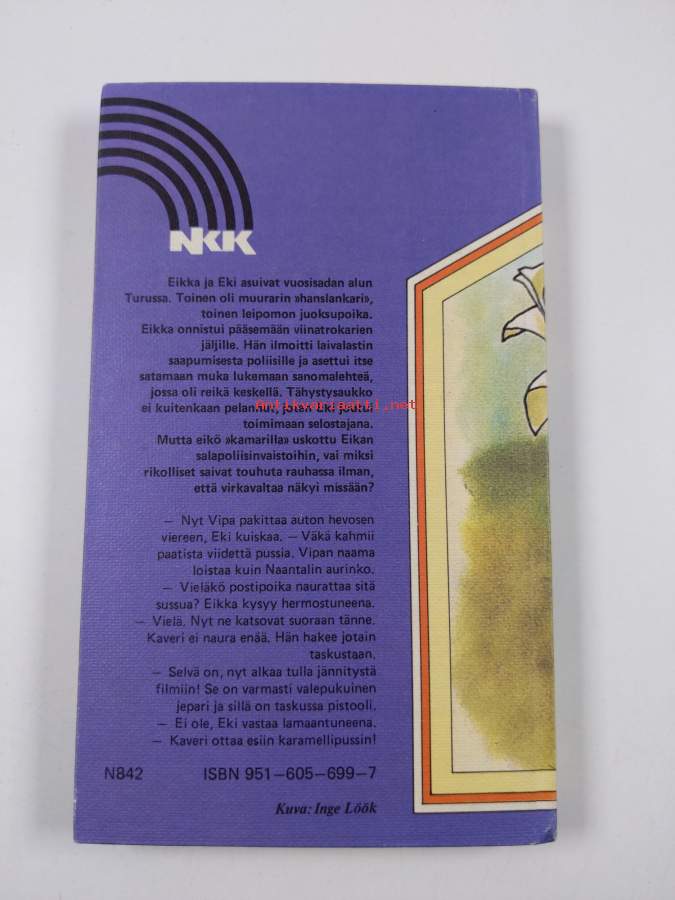 NKK
Eikka ja Eki asuivat vuosisadan alun
Turussa. Toinen oli muurarin »hanslankari»,
toinen leipomon juoksupoika.
Eikka onnistui pääsemään viinatrokarien
jäljille. Hän ilmoitti laivalastin
saapumisesta poliisille ja asettui itse
satamaan muka lukemaan sanomalehteä,
jossa oli reikä keskellä. Tähystysaukko
ei kuitenkaan pelannut, joten Eki joutui
toimimaan selostajana.
Mutta eikö »kamarilla» uskottu Eikan
salapoliisinvaistoihin, vai miksi
rikolliset saivat touhuta rauhassa ilman,
että virkavaltaa näkyi missään?
Antikvariaatti.net
— Nyt Vipa pakittaa auton hevosen
viereen, Eki kuiskaa. — Väkä kahmii
paatista viidettä pussia. Vipan naama
loistaa kuin Naantalin aurinko.
— Vieläkö postipoika naurattaa sitä
sussua? Eikka kysyy hermostuneena.
— Vielä. Nyt ne katsovat suoraan tänne.
Kaveri ei naura enää. Hän hakee jotain
taskustaan.
— Selvä on, nyt alkaa tulla jännitystä
filmiin! Se on varmasti valepukuinen
jepari ja sillä on taskussa pistooli.
— Ei ole, Eki vastaa lamaantuneena.
— Kaveri ottaa esiin karamellipussin!
N842 ISBN 951—605—699—7
Kuva: Inge Löök